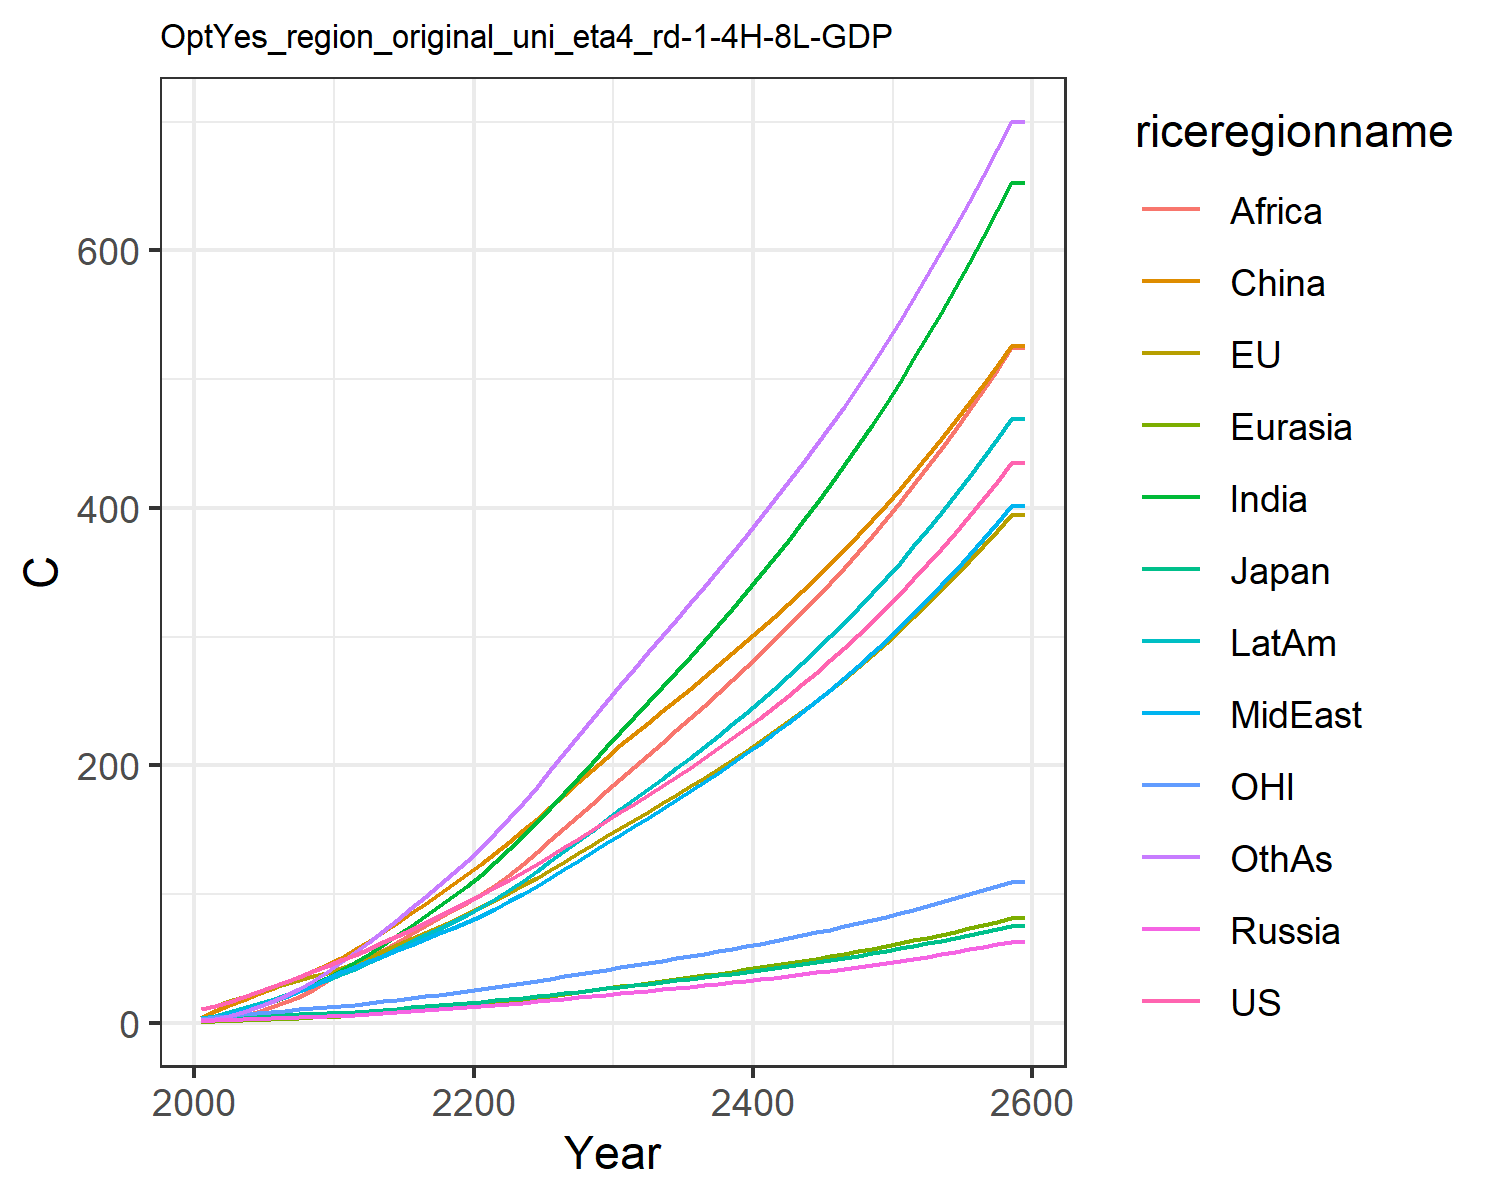 OptYes_region_original_uni_eta4_rd-1-4H-8L-GDP
600
400
200
0
C
2000 2200 2400 2600
Year
riceregionname
Africa
China
EU
Eurasia
India
Japan
LatAm
MidEast
OHI
OthAs
Russia
US